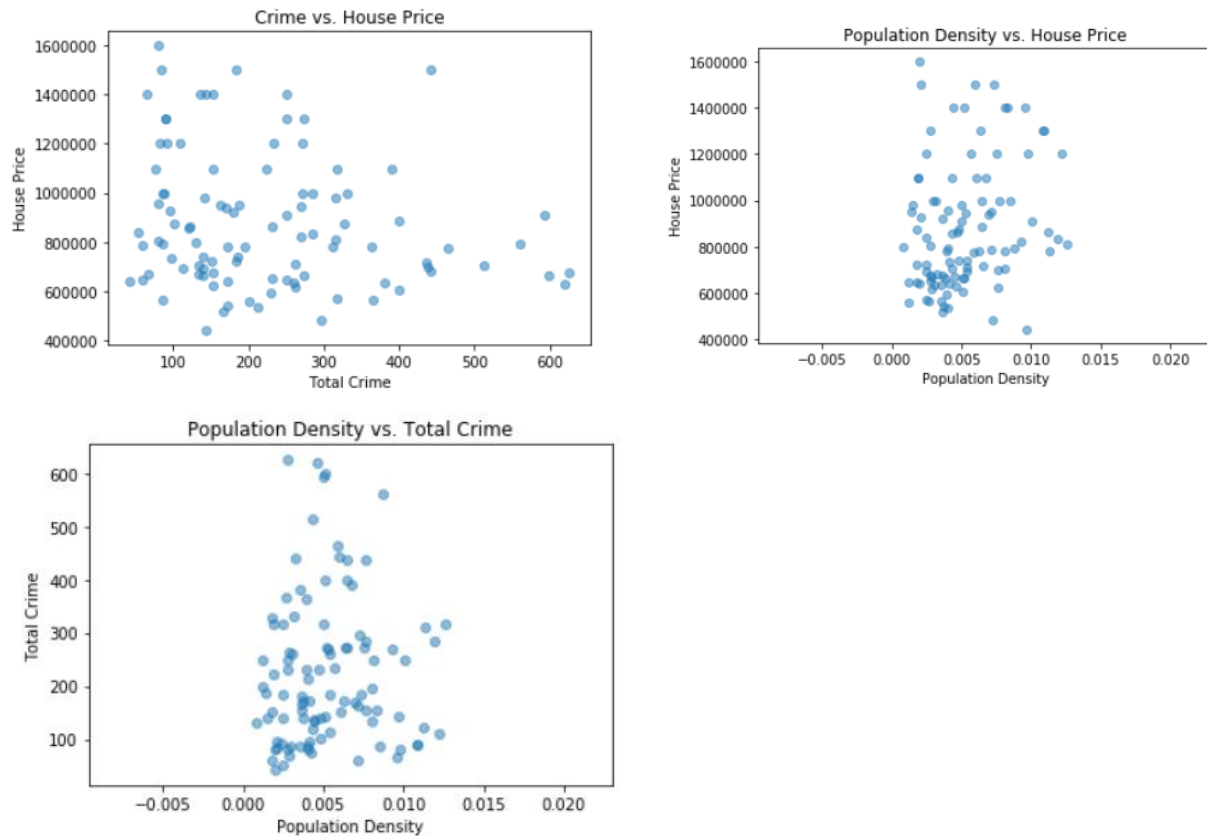 Crime vs. House Price
1600000
1400000
1200000
1000000
800000
600000
400000
House Price
100 200 300 400 500 600
Total Crime
Population Density vs. House Price
1600000
1400000
1200000
1000000
800000
600000
400000
House Price
−0.005 0.000 0.005 0.010 0.015 0.020
Population Density
Population Density vs. Total Crime
600
500
400
300
200
100
Total Crime
−0.005 0.000 0.005 0.010 0.015 0.020
Population Density